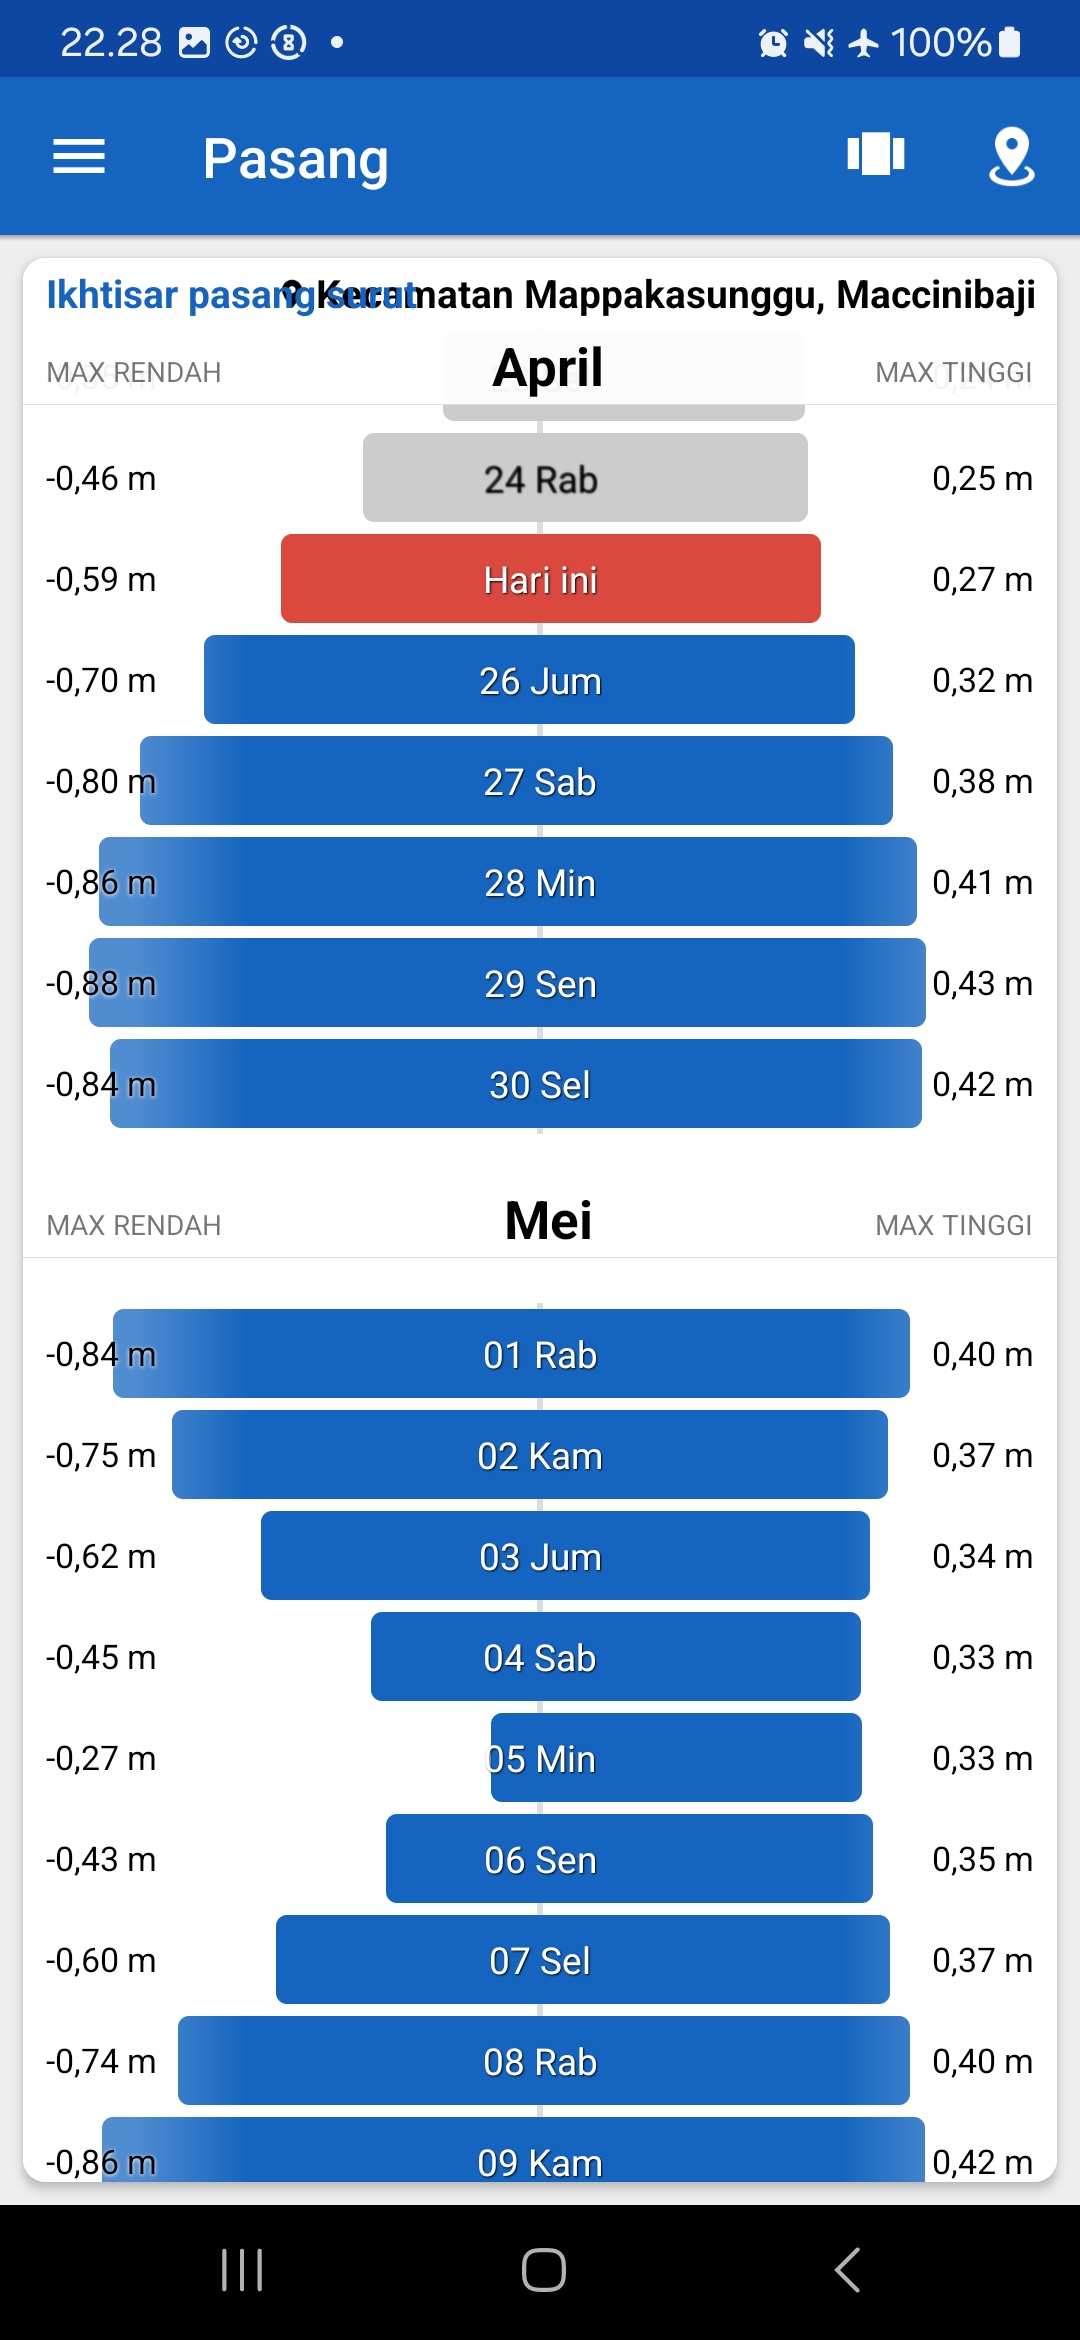 22.28 100%
Pasang
Ikhtisar pasang surut Kecamatan Mappakasunggu, Maccinibaji
MAX RENDAH April MAX TINGGI
-0,46 m 24 Rab 0,25 m
-0,59 m Hari ini 0,27 m
-0,70 m 26 Jum 0,32 m
-0,80 m 27 Sab 0,38 m
-0,86 m 28 Min 0,41 m
-0,88 m 29 Sen 0,43 m
-0,84 m 30 Sel 0,42 m
MAX RENDAH Mei MAX TINGGI
-0,84 m 01 Rab 0,40 m
-0,75 m 02 Kam 0,37 m
-0,62 m 03 Jum 0,34 m
-0,45 m 04 Sab 0,33 m
-0,27 m 05 Min 0,33 m
-0,43 m 06 Sen 0,35 m
-0,60 m 07 Sel 0,37 m
-0,74 m 08 Rab 0,40 m
-0,86 m 09 Kam 0,42 m